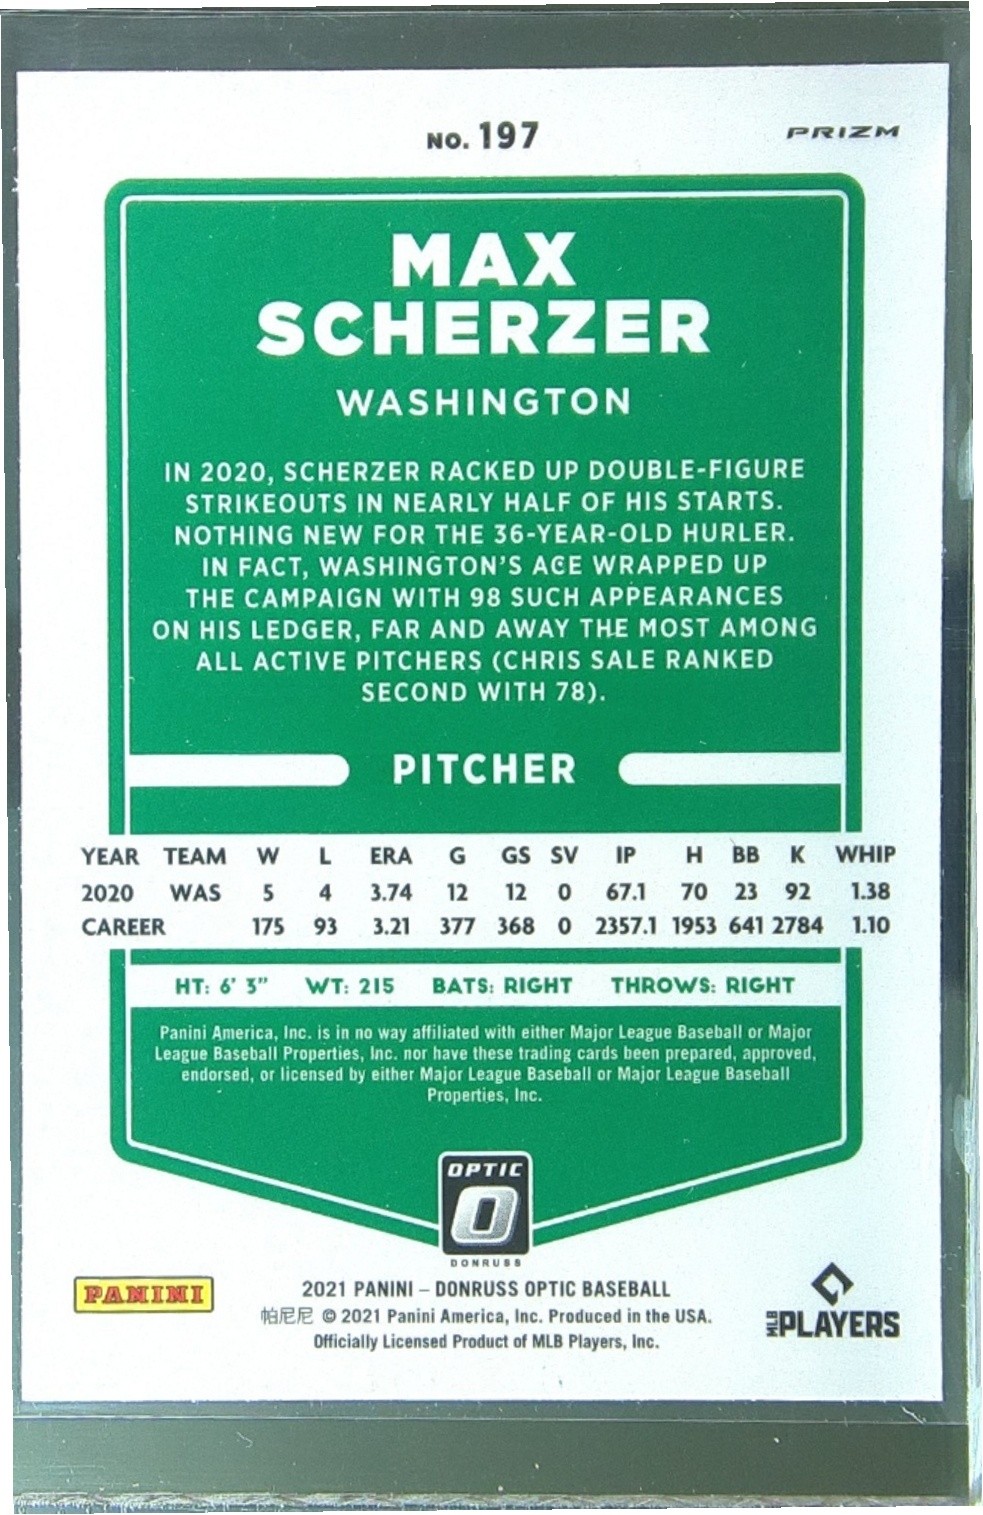 NO. 197
PRIZM
MAX
SCHERZER
WASHINGTON
IN 2020, SCHERZER RACKED UP DOUBLE-FIGURE
STRIKEOUTS IN NEARLY HALF OF HIS STARTS.
NOTHING NEW FOR THE 36-YEAR-OLD HURLER.
IN FACT, WASHINGTON'S ACE WRAPPED UP
THE CAMPAIGN WITH 98 SUCH APPEARANCES
ON HIS LEDGER, FAR AND AWAY THE MOST AMONG
ALL ACTIVE PITCHERS (CHRIS SALE RANKED
SECOND WITH 78).
PITCHER
YEAR TEAM W L ERA G GS SV IP H BB K WHIP
2020 WAS 5 4 3.74 12 12 0 67.1 70 23 92 1.38
CAREER 175 93 3.21 377 368 0 2357.1 1953 641 2784 1.10
HT: 6' 3" WT: 215 BATS: RIGHT THROWS: RIGHT
Panini America, Inc. is in no way affiliated with either Major League Baseball or Major
League Baseball Properties, Inc. nor have these trading cards been prepared, approved,
endorsed, or licensed by either Major League Baseball or Major League Baseball
Properties, Inc.
OPTIC
O
DONRUSS
PANINI
2021 PANINI – DONRUSS OPTIC BASEBALL
帕尼尼 © 2021 Panini America, Inc. Produced in the USA.
Officially Licensed Product of MLB Players, Inc.
MLB PLAYERS